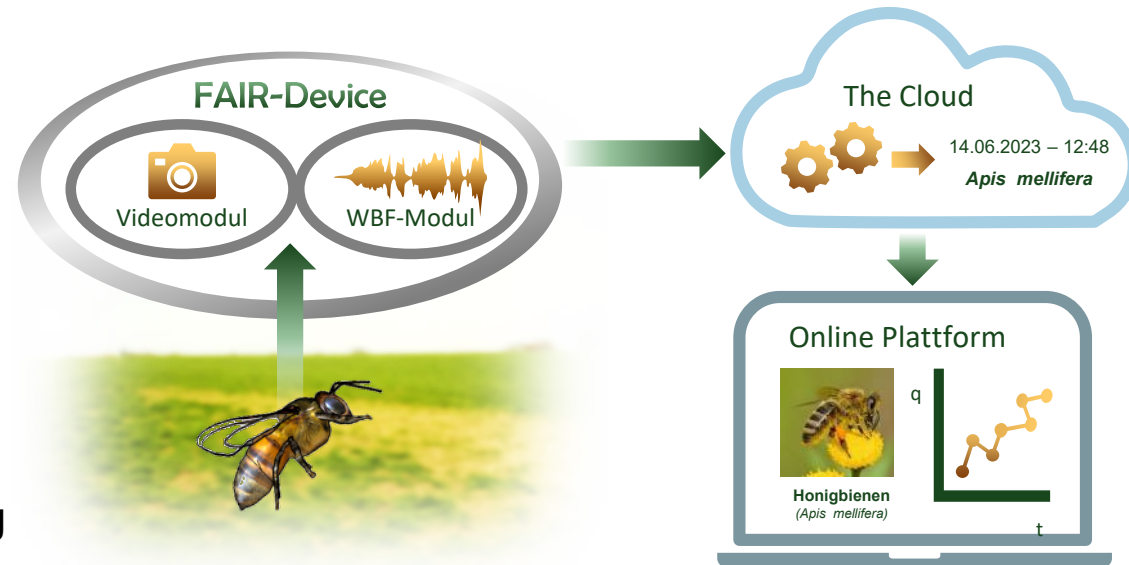 FAIR-Device
Videomodul
WBF-Modul
The Cloud
14.06.2023 – 12:48
Apis mellifera
Online Plattform
q
Honigbienen
(Apis mellifera)
t